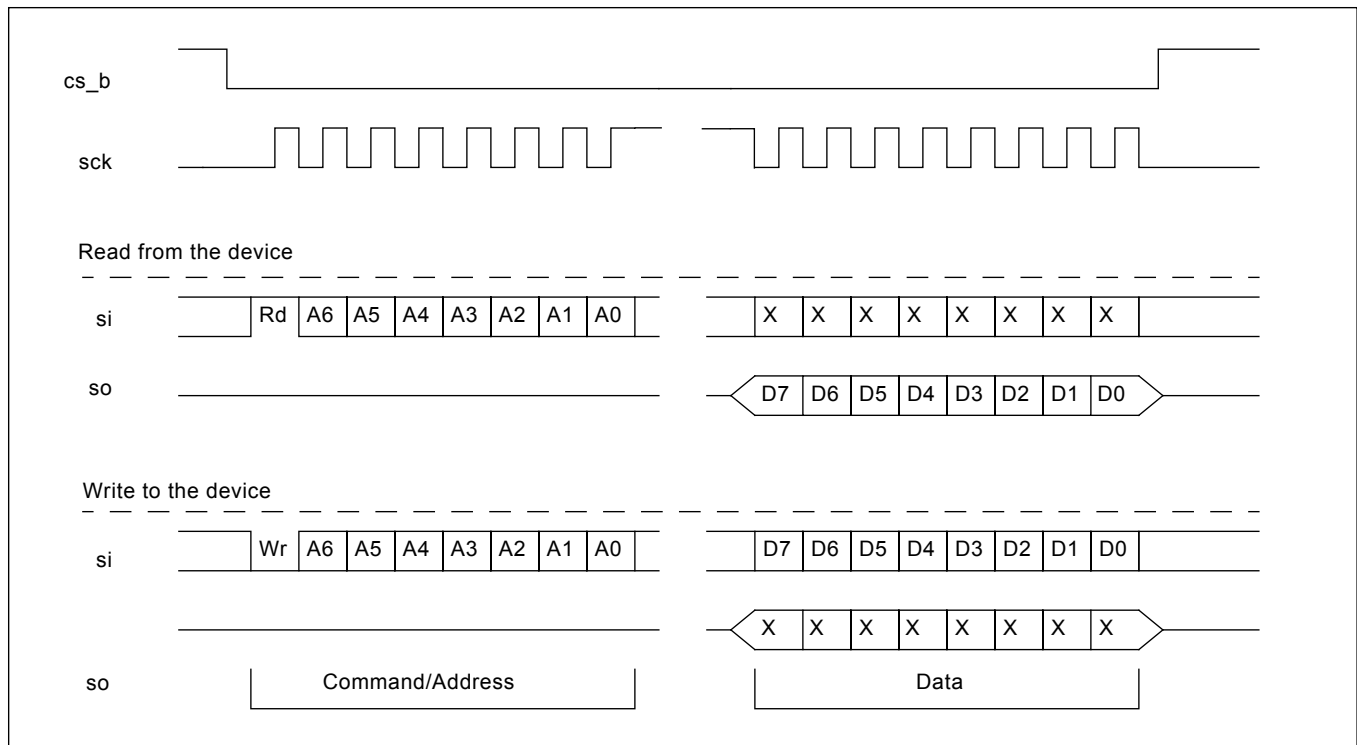 cs_b
sck
Read from the device
si Rd A6 A5 A4 A3 A2 A1 A0 X X X X X X X X
so D7 D6 D5 D4 D3 D2 D1 D0
Write to the device
si Wr A6 A5 A4 A3 A2 A1 A0 D7 D6 D5 D4 D3 D2 D1 D0
X X X X X X X X
so Command/Address Data